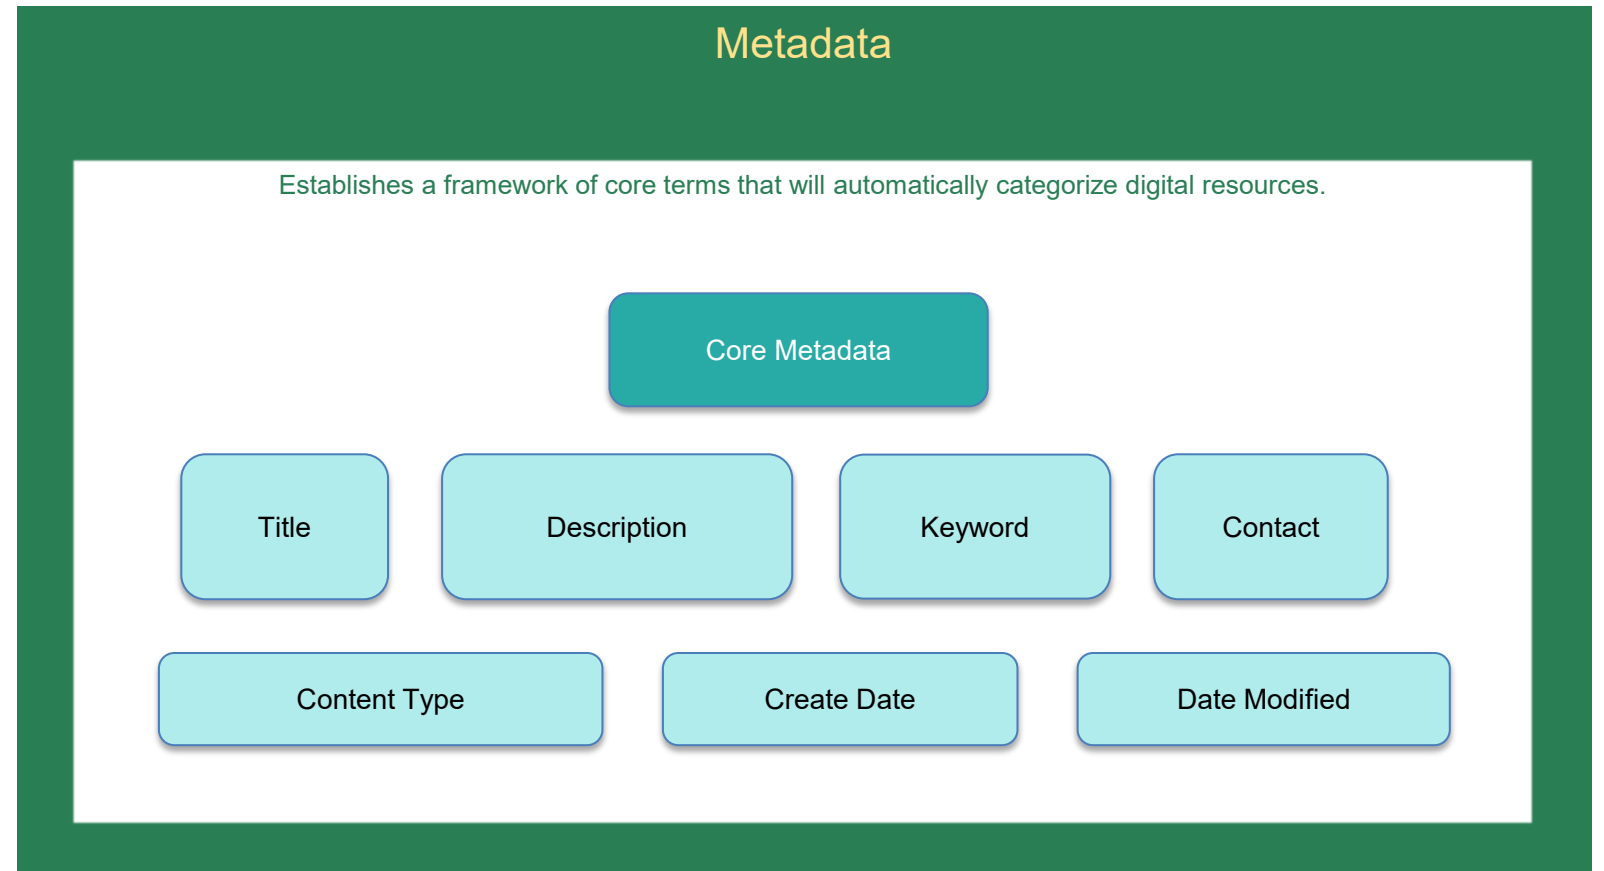 Metadata
Establishes a framework of core terms that will automatically categorize digital resources.
Core Metadata
Title
Description
Keyword
Contact
Content Type
Create Date
Date Modified